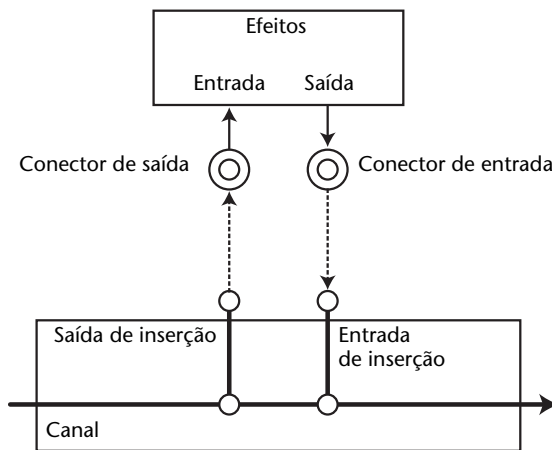 Efeitos
Entrada
Saída
Conector de saída
Conector de entrada
Saída de inserção
Entrada
de inserção
Canal